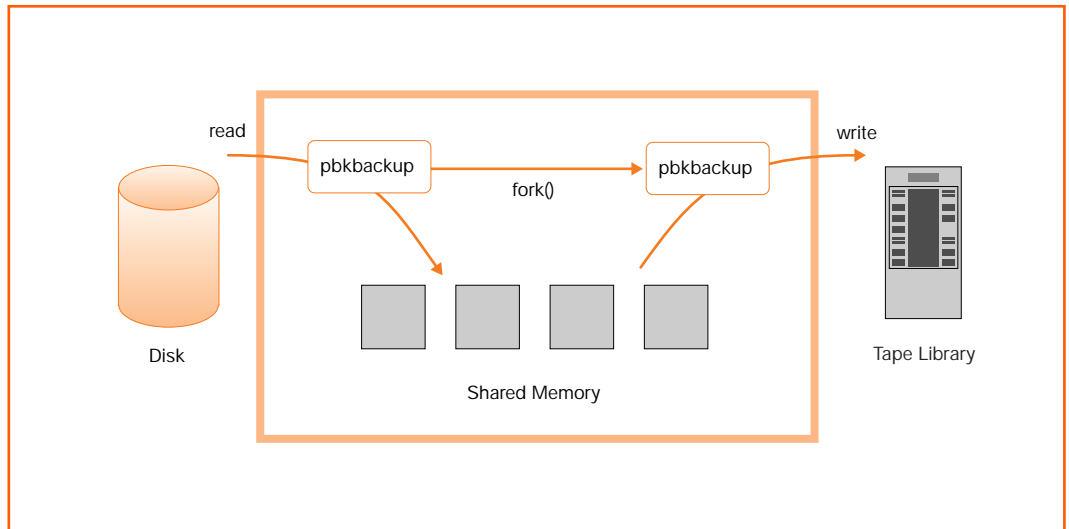 read
write
pbkbackup
pbkbackup
fork()
Disk
Tape Library
Shared Memory